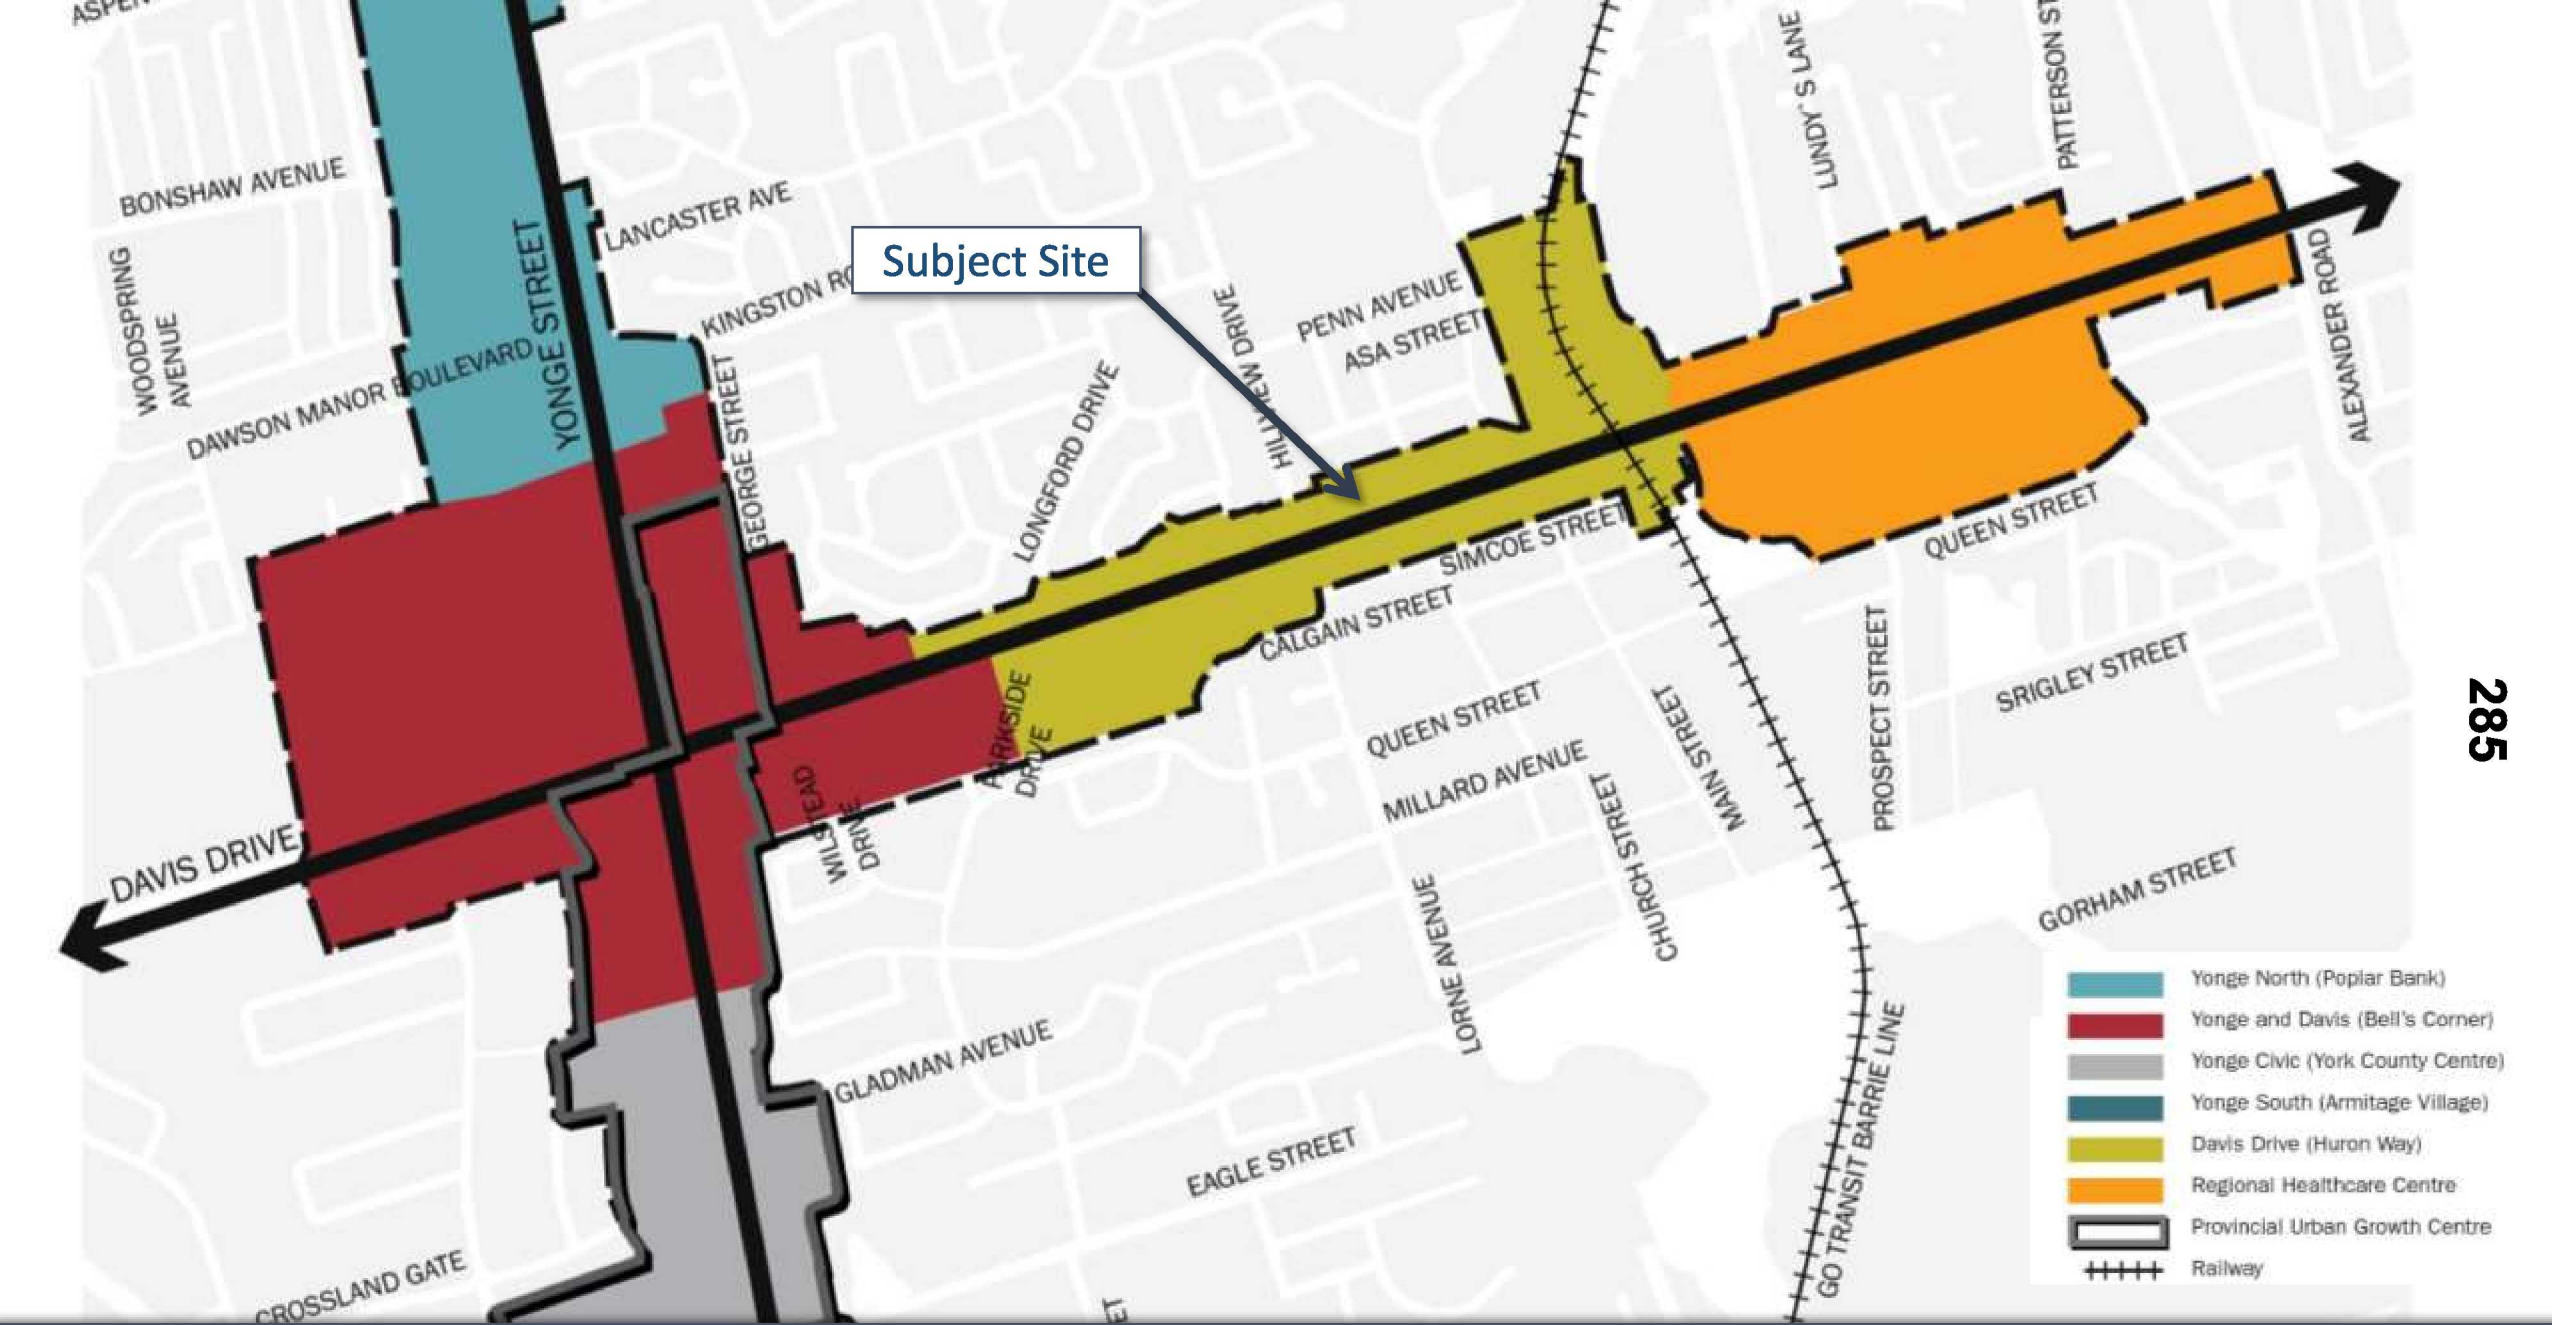 BONSHAW AVENUE
LANCASTER AVE
WOODSPRING
AVENUE
YONGE STREET
DAWSON MANOR BOULEVARD
Subject Site
GEORGE STREET
LONGFORD DRIVE
HILLVIEW DRIVE
PENN AVENUE
ASA STREET
LUNDY'S LANE
ALEXANDER ROAD
SIMCOE STREET
CALGAIN STREET
QUEEN STREET
PARKSIDE
DRIVE
WILSTEAD
DRIVE
DAVIS DRIVE
QUEEN STREET
MILLARD AVENUE
MAIN STREET
CHURCH STREET
LORNE AVENUE
PROSPECT STREET
SRIGLEY STREET
GORHAM STREET
GLADMAN AVENUE
EAGLE STREET
CROSSLAND GATE
GO TRANSIT BARRIE LINE
285
Yonge North (Poplar Bank)
Yonge and Davis (Bell's Corner)
Yonge Civic (York County Centre)
Yonge South (Armitage Village)
Davis Drive (Huron Way)
Regional Healthcare Centre
Provincial Urban Growth Centre
Railway